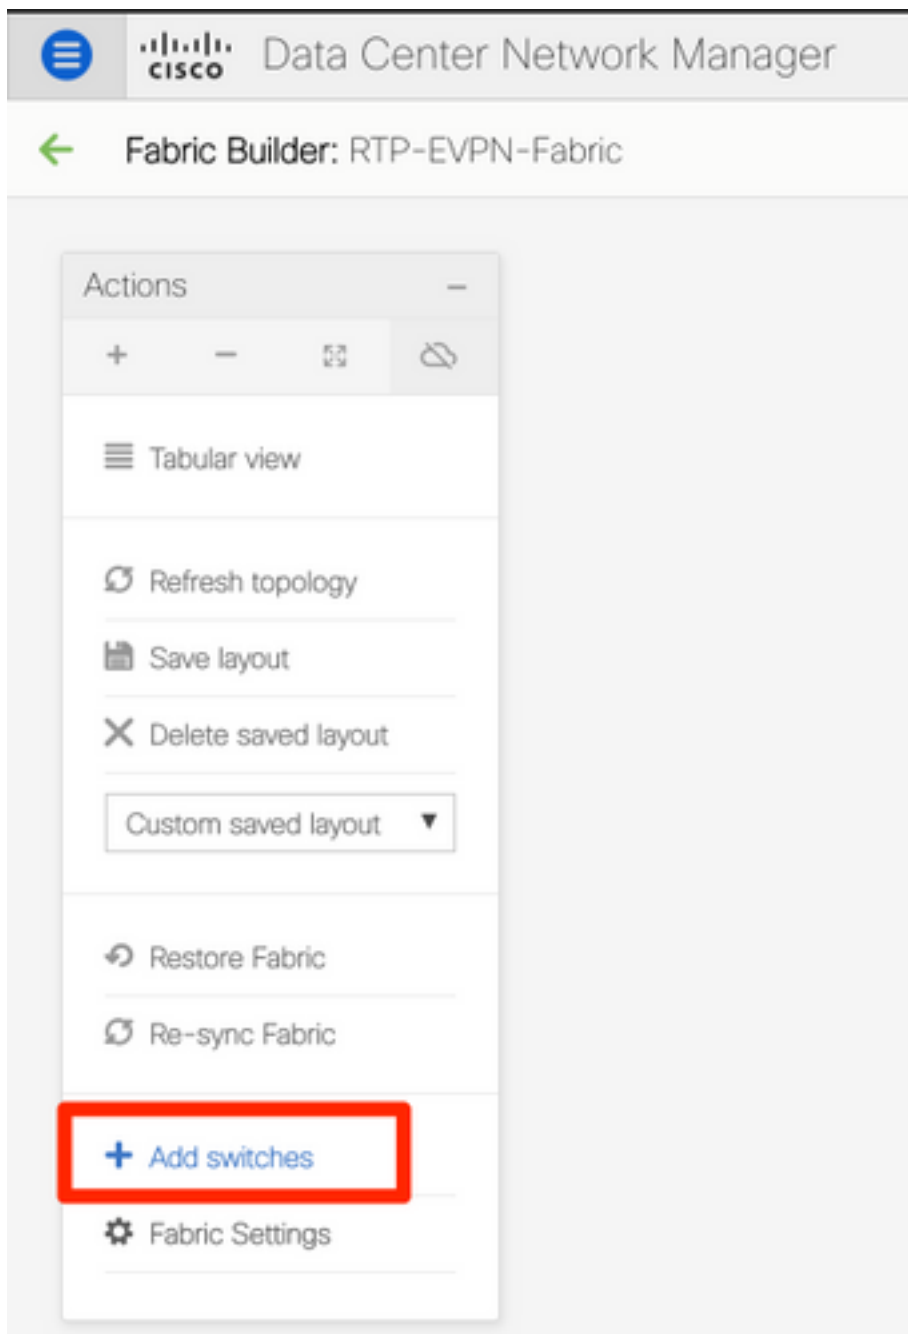 CISCO Data Center Network Manager
Fabric Builder: RTP-EVPN-Fabric
Actions
Tabular view
Refresh topology
Save layout
Delete saved layout
Custom saved layout
Restore Fabric
Re-sync Fabric
Add switches
Fabric Settings